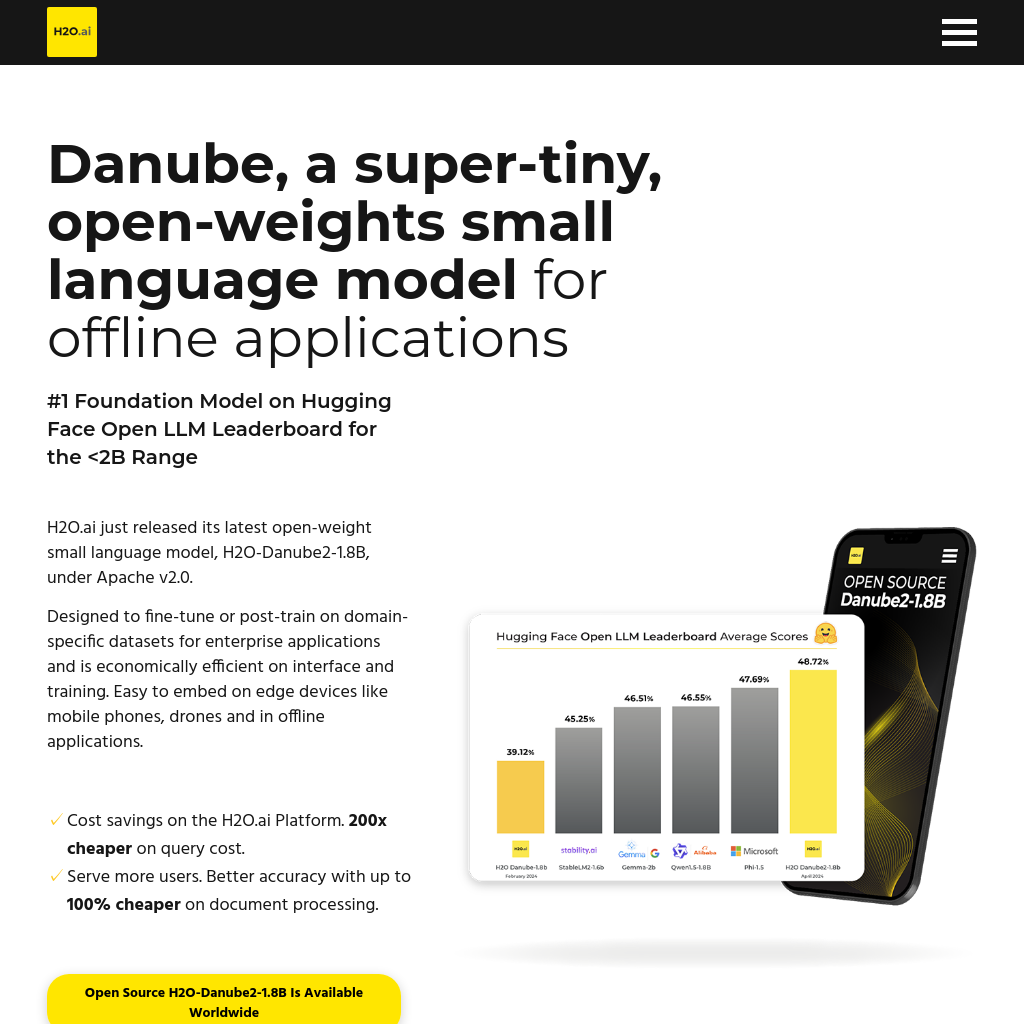 H2O.ai
Danube, a super-tiny,
open-weights small
language model for
offline applications
#1 Foundation Model on Hugging
Face Open LLM Leaderboard for
the <2B Range
H2O.ai just released its latest open-weight
small language model, H2O-Danube2-1.8B,
under Apache v2.0.
Designed to fine-tune or post-train on domain-
specific datasets for enterprise applications
and is economically efficient on interface and
training. Easy to embed on edge devices like
mobile phones, drones and in offline
applications.
✓ Cost savings on the H2O.ai Platform. 200x
cheaper on query cost.
✓ Serve more users. Better accuracy with up to
100% cheaper on document processing.
Open Source H2O-Danube2-1.8B Is Available
Worldwide
H2O.ai
OPEN SOURCE
Danube2-1.8B
Hugging Face Open LLM Leaderboard Average Scores
39.12%
45.25%
46.51%
46.55%
47.69%
48.72%
H2O.ai
stability.ai
Gemma
G
Alibaba
Microsoft
H2O.ai
H2O Danube-1.8b
StableLM2-1.6b
Gemma-2b
Qwen1.5-1.8B
Phi-1.5
H2O Danube2-1.8b
February 2024
April 2024